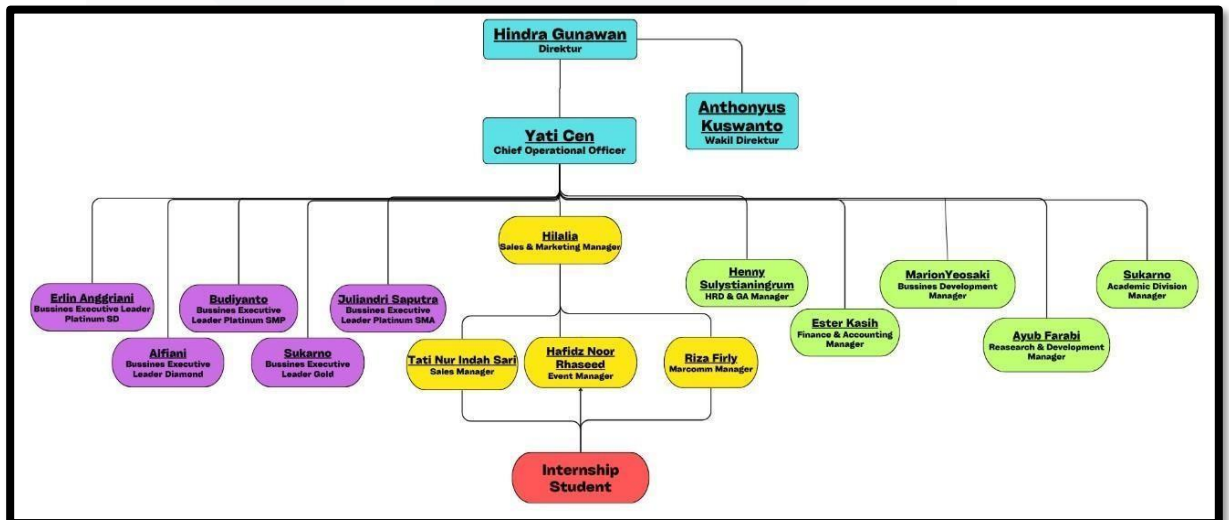 Hindra Gunawan
Direktur
Anthonyus
Kuswanto
Wakil Direktur
Yati Cen
Chief Operational Officer
Hilalia
Sales & Marketing Manager
Erlin Anggriani
Bussines Executive Leader
Platinum SD
Alfiani
Bussines Executive
Leader Diamond
Budiyanto
Bussines Executive
Leader Platinum SMP
Sukarno
Bussines Executive
Leader Gold
Juliandri Saputra
Bussines Executive
Leader Platinum SMA
Tati Nur Indah Sari
Sales Manager
Hafidz Noor
Rhaseed
Event Manager
Riza Firly
Marcomm Manager
Henny
Sulystianingrum
HRD & GA Manager
Ester Kasih
Finance & Accounting
Manager
MarionYeosaki
Bussines Development
Manager
Ayub Farabi
Reasearch & Development
Manager
Sukarno
Academic Division
Manager
Internship
Student